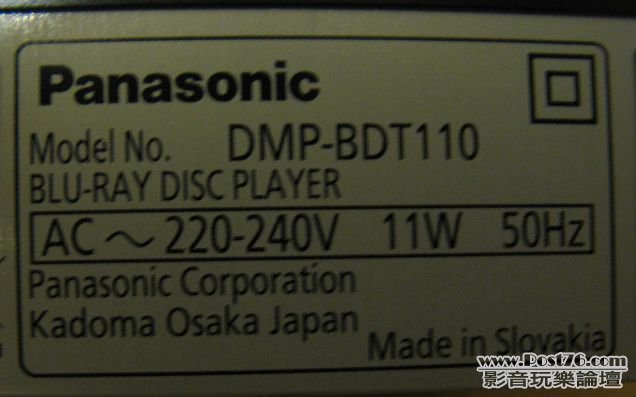 Panasonic
Model No. DMP-BDT110
BLU-RAY DISC PLAYER
AC ~ 220-240V 11W 50Hz
Panasonic Corporation
Kadoma Osaka Japan
Made in Slovakia
www.Post76.com
影音玩樂論壇